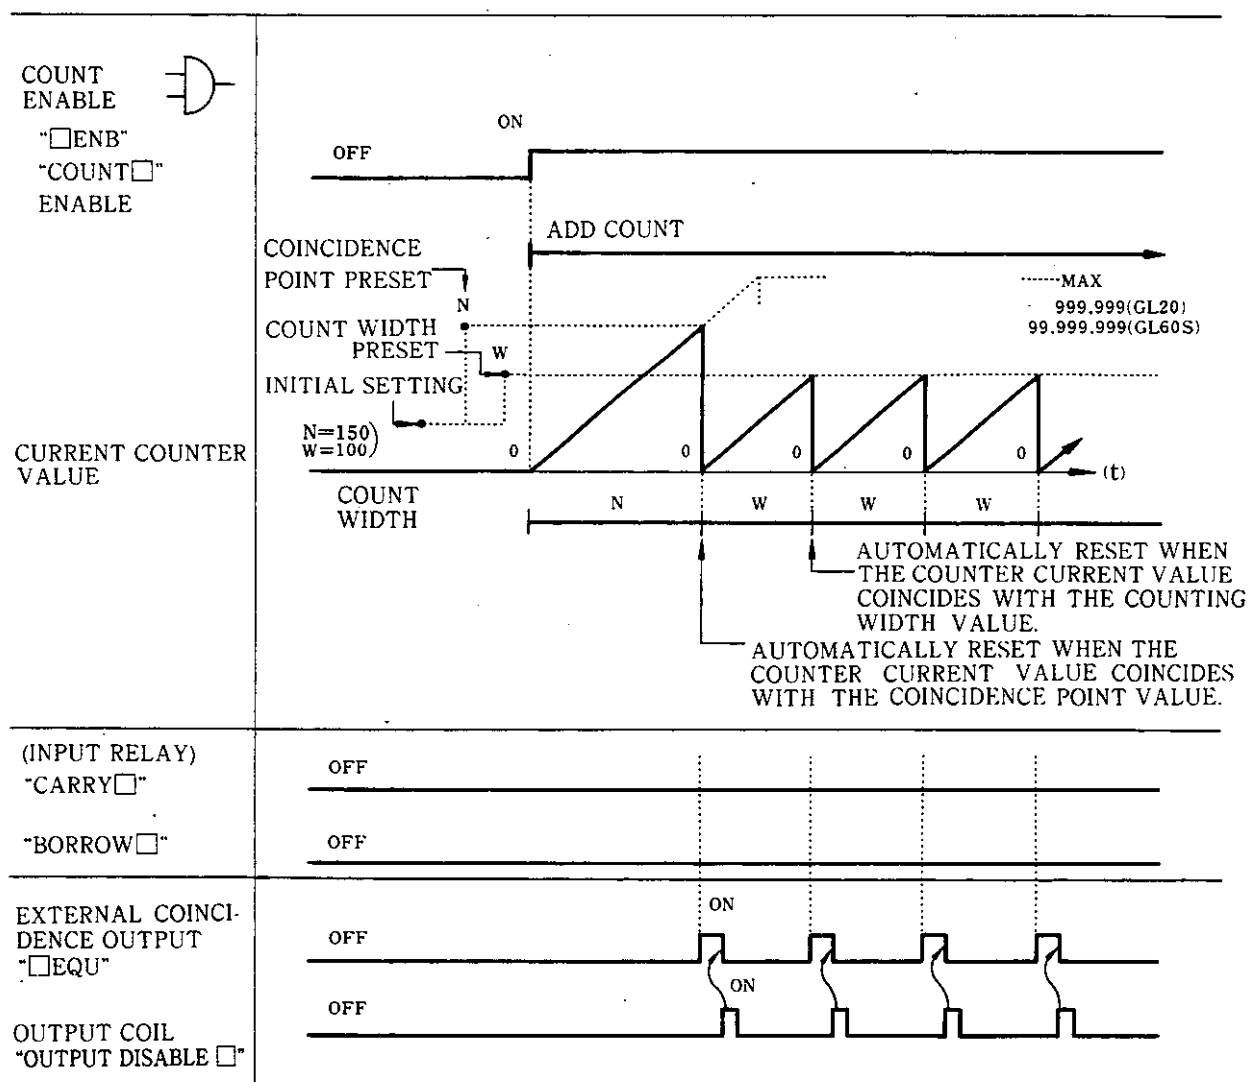 COUNT
ENABLE
"□ENB"
"COUNT□"
ENABLE
ON
OFF
ADD COUNT
COINCIDENCE
POINT PRESET
N
COUNT WIDTH
PRESET
W
INITIAL SETTING
N=150)
W=100)
MAX
999.999(GL20)
99.999.999(GL60S)
CURRENT COUNTER
VALUE
0 0 0 0 0
(t)
COUNT
WIDTH
N W W W
AUTOMATICALLY RESET WHEN
THE COUNTER CURRENT VALUE
COINCIDES WITH THE COUNTING
WIDTH VALUE.
AUTOMATICALLY RESET WHEN THE
COUNTER CURRENT VALUE COINCIDES
WITH THE COINCIDENCE POINT VALUE.
(INPUT RELAY)
"CARRY□"
OFF
"BORROW□"
OFF
EXTERNAL COINCI-
DENCE OUTPUT
"□EQU"
OFF
ON
OUTPUT COIL
"OUTPUT DISABLE □"
OFF
ON